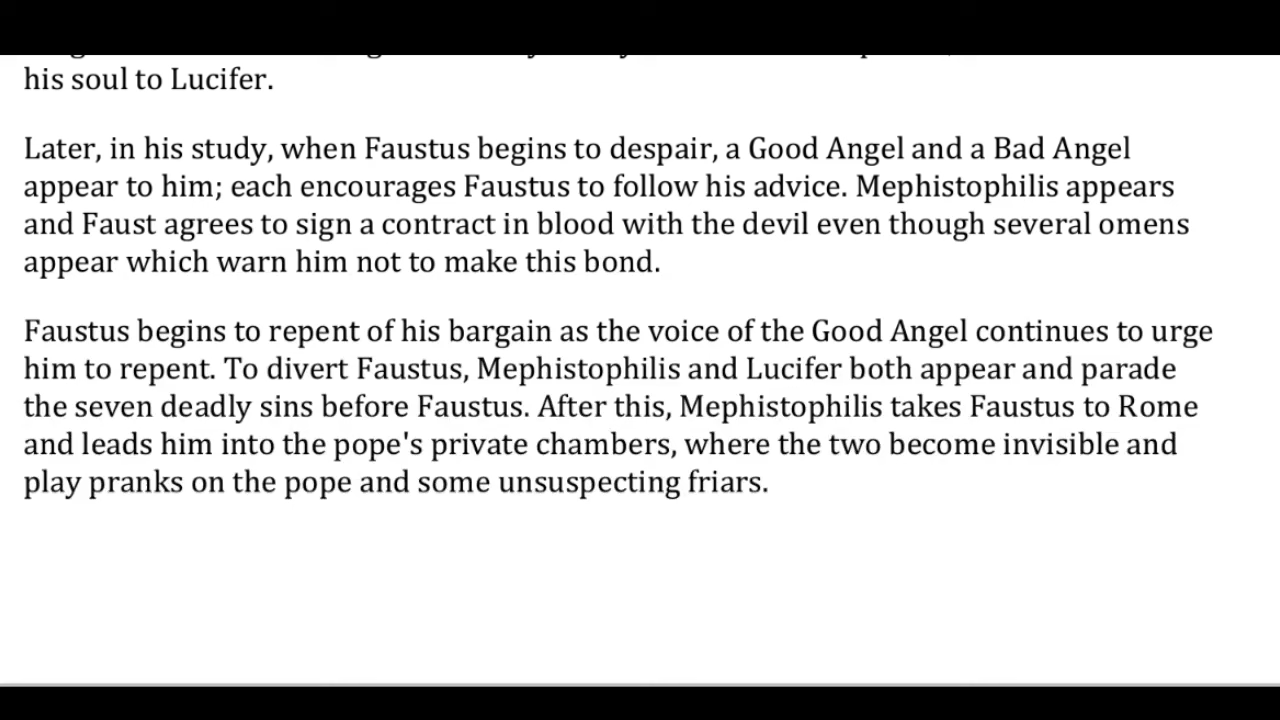 his soul to Lucifer.
Later, in his study, when Faustus begins to despair, a Good Angel and a Bad Angel
appear to him; each encourages Faustus to follow his advice. Mephistophilis appears
and Faust agrees to sign a contract in blood with the devil even though several omens
appear which warn him not to make this bond.
Faustus begins to repent of his bargain as the voice of the Good Angel continues to urge
him to repent. To divert Faustus, Mephistophilis and Lucifer both appear and parade
the seven deadly sins before Faustus. After this, Mephistophilis takes Faustus to Rome
and leads him into the pope's private chambers, where the two become invisible and
play pranks on the pope and some unsuspecting friars.